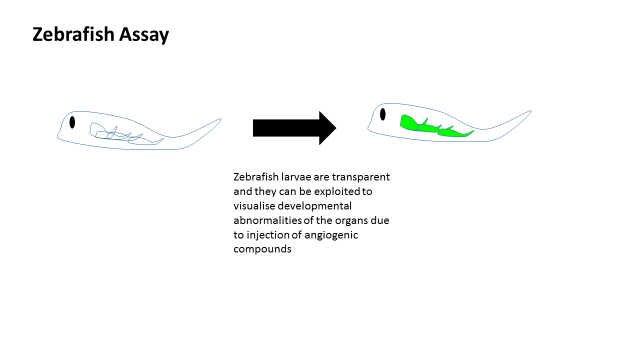 Zebrafish Assay
Zebrafish larvae are transparent
and they can be exploited to
visualise developmental
abnormalities of the organs due
to injection of angiogenic
compounds